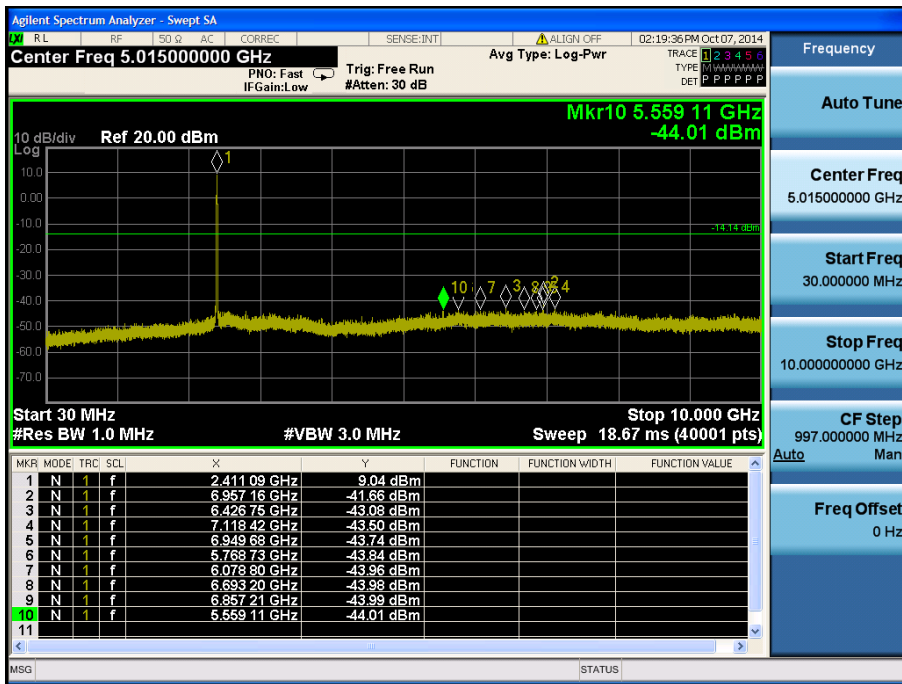 Agilent Spectrum Analyzer - Swept SA
LXI RL RF 50 Ω AC CORREC SENSE:INT ALIGN OFF 02:19:36 PM Oct 07, 2014
Center Freq 5.015000000 GHz
PNO: Fast
IFGain:Low
Trig: Free Run
#Atten: 30 dB
Avg Type: Log-Pwr
TRACE 1 2 3 4 5 6
TYPE MWWWWW
DET P P P P P P
Mkr10 5.559 11 GHz
-44.01 dBm
10 dB/div Ref 20.00 dBm
Log
10.0
0.00
-10.0
-20.0
-30.0
-40.0
-50.0
-60.0
-70.0
1
-14.14 dBm
10 7 3 8 2 4
Start 30 MHz Stop 10.000 GHz
#Res BW 1.0 MHz #VBW 3.0 MHz Sweep 18.67 ms (40001 pts)
MKR MODE TRC SCL X Y FUNCTION FUNCTION WIDTH FUNCTION VALUE
1 N 1 f 2.411 09 GHz 9.04 dBm
2 N 1 f 6.957 16 GHz -41.66 dBm
3 N 1 f 6.426 75 GHz -43.08 dBm
4 N 1 f 7.118 42 GHz -43.50 dBm
5 N 1 f 6.949 68 GHz -43.74 dBm
6 N 1 f 5.768 73 GHz -43.84 dBm
7 N 1 f 6.078 80 GHz -43.96 dBm
8 N 1 f 6.693 20 GHz -43.98 dBm
9 N 1 f 6.857 21 GHz -43.99 dBm
10 N 1 f 5.559 11 GHz -44.01 dBm
11
MSG STATUS
Frequency
Auto Tune
Center Freq
5.015000000 GHz
Start Freq
30.000000 MHz
Stop Freq
10.000000000 GHz
CF Step
997.000000 MHz
Auto Man
Freq Offset
0 Hz